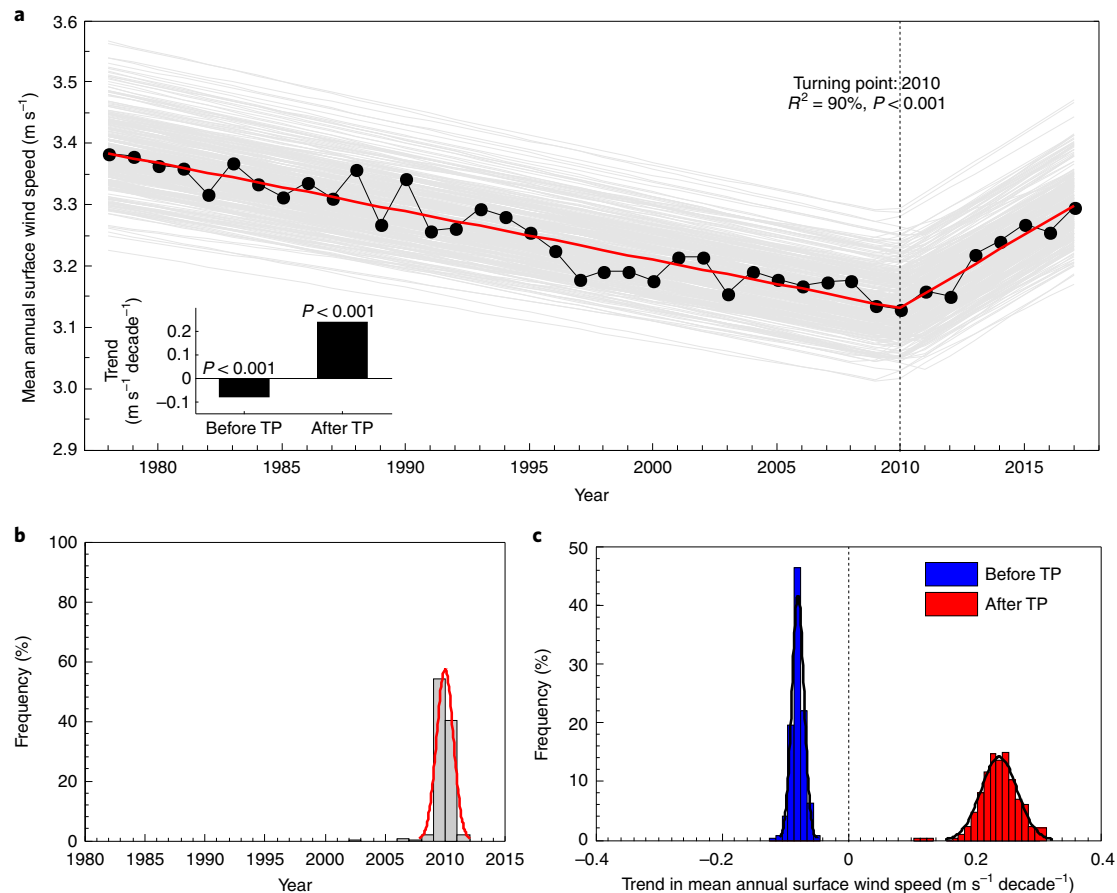 a
3.6
3.5
3.4
3.3
3.2
3.1
3.0
2.9
Mean annual surface wind speed (m s⁻¹)
Turning point: 2010
R² = 90%, P < 0.001
Trend
(m s⁻¹ decade⁻¹)
0.2
0.1
0
−0.1
P < 0.001
P < 0.001
Before TP After TP
1980 1985 1990 1995 2000 2005 2010 2015
Year
b
100
80
60
40
20
0
Frequency (%)
1980 1985 1990 1995 2000 2005 2010 2015
Year
c
50
40
30
20
10
0
Frequency (%)
Before TP
After TP
−0.4 −0.2 0 0.2 0.4
Trend in mean annual surface wind speed (m s⁻¹ decade⁻¹)